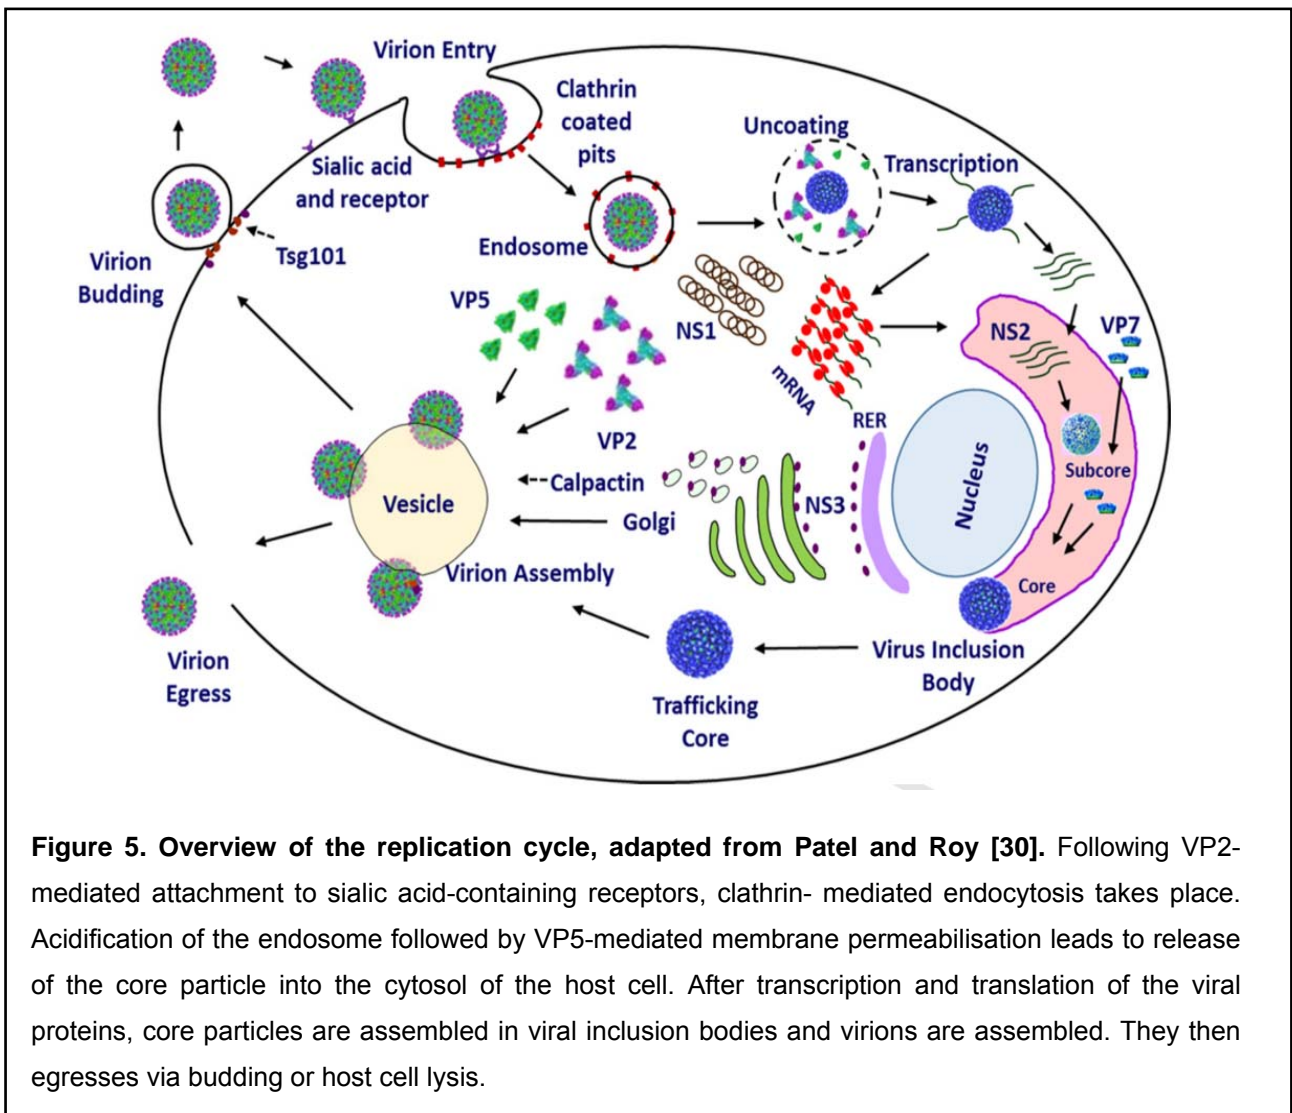 Virion Entry
Clathrin
coated
pits
Uncoating
Transcription
Sialic acid
and receptor
Endosome
Tsg101
Virion
Budding
VP5
NS1
NS2
VP7
mRNA
VP2
RER
Nucleus
Subcore
Calpactin
Vesicle
NS3
Golgi
Virion Assembly
Core
Virus Inclusion
Body
Virion
Egress
Trafficking
Core
Figure 5. Overview of the replication cycle, adapted from Patel and Roy [30]. Following VP2-
mediated attachment to sialic acid-containing receptors, clathrin- mediated endocytosis takes place.
Acidification of the endosome followed by VP5-mediated membrane permeabilisation leads to release
of the core particle into the cytosol of the host cell. After transcription and translation of the viral
proteins, core particles are assembled in viral inclusion bodies and virions are assembled. They then
egresses via budding or host cell lysis.